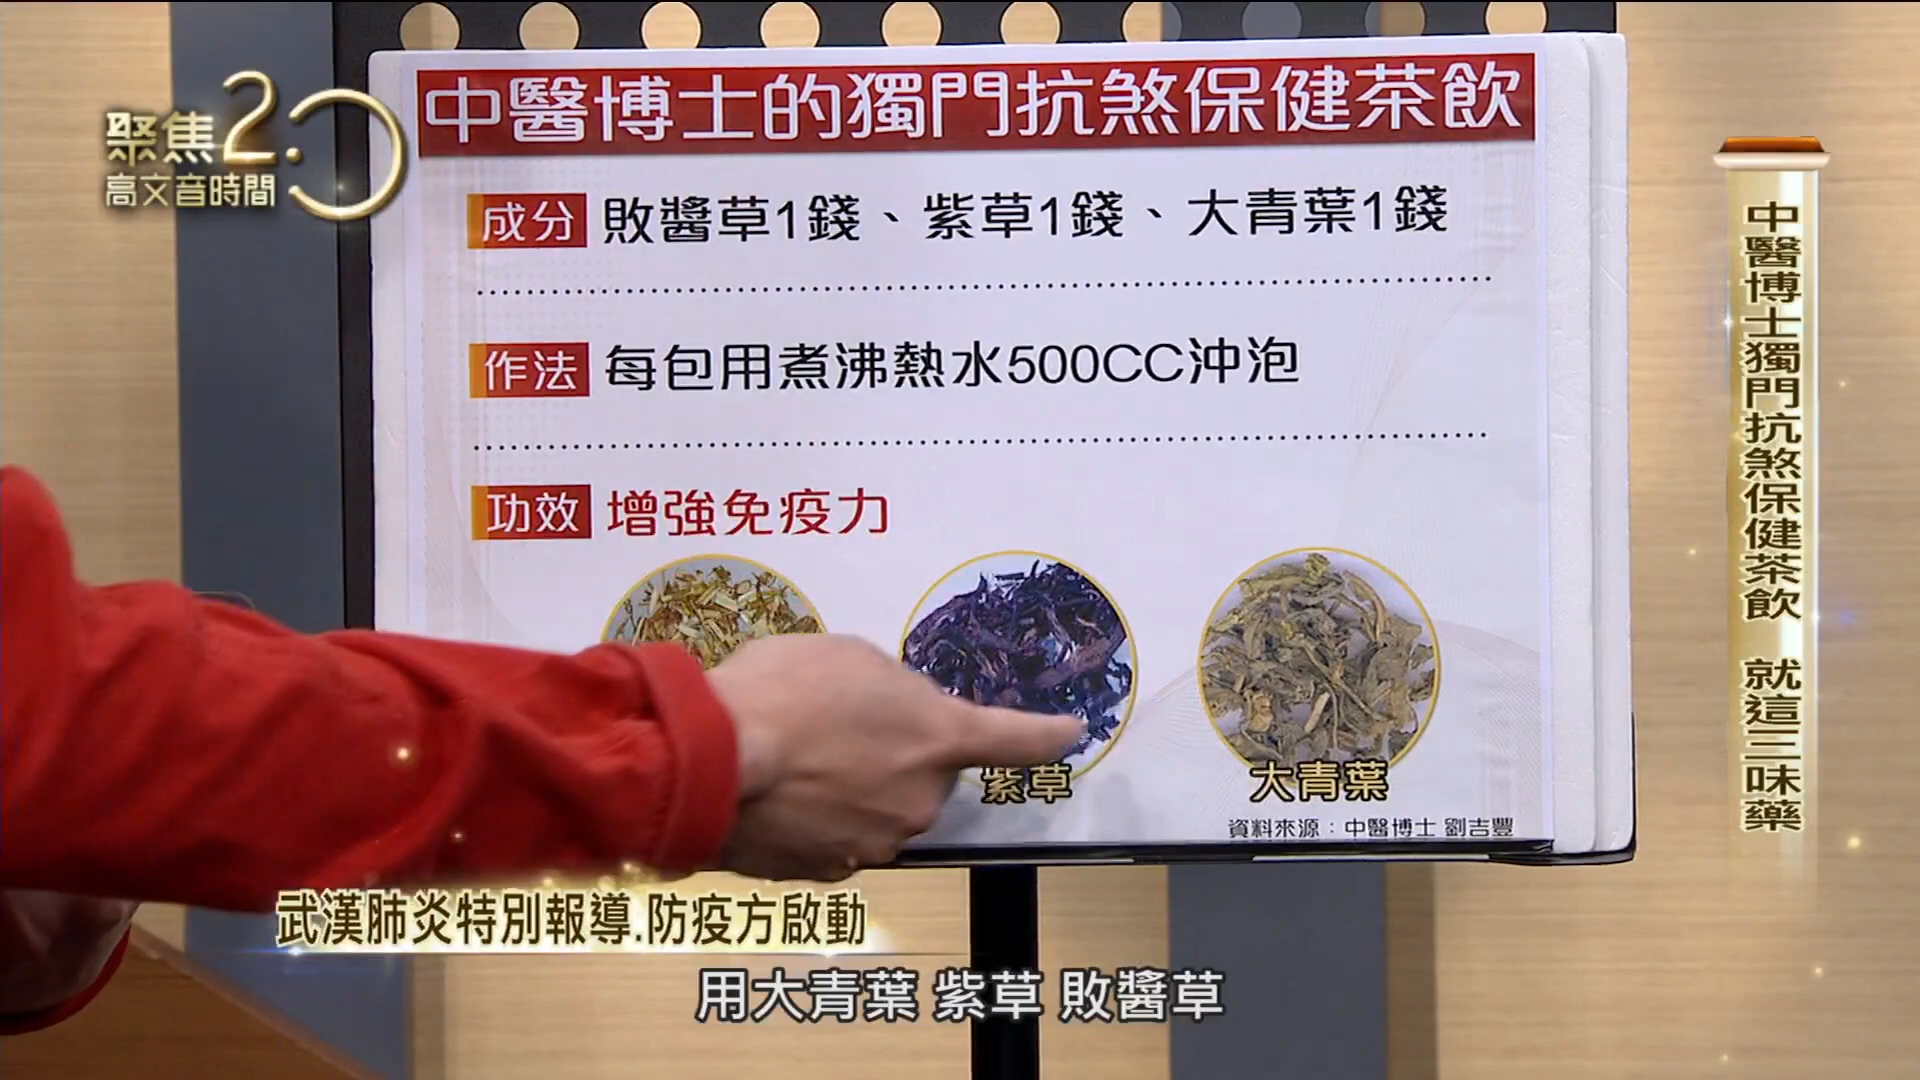 中醫博士的獨門抗煞保健茶飲
聚焦2.0
高文音時間
成分 敗醬草1錢、紫草1錢、大青葉1錢
作法 每包用煮沸熱水500CC沖泡
功效 增強免疫力
紫草
大青葉
資料來源：中醫博士 劉吉豐
中醫博士獨門抗煞保健茶飲 就這三味藥
武漢肺炎特別報導.防疫方啟動
用大青葉 紫草 敗醬草